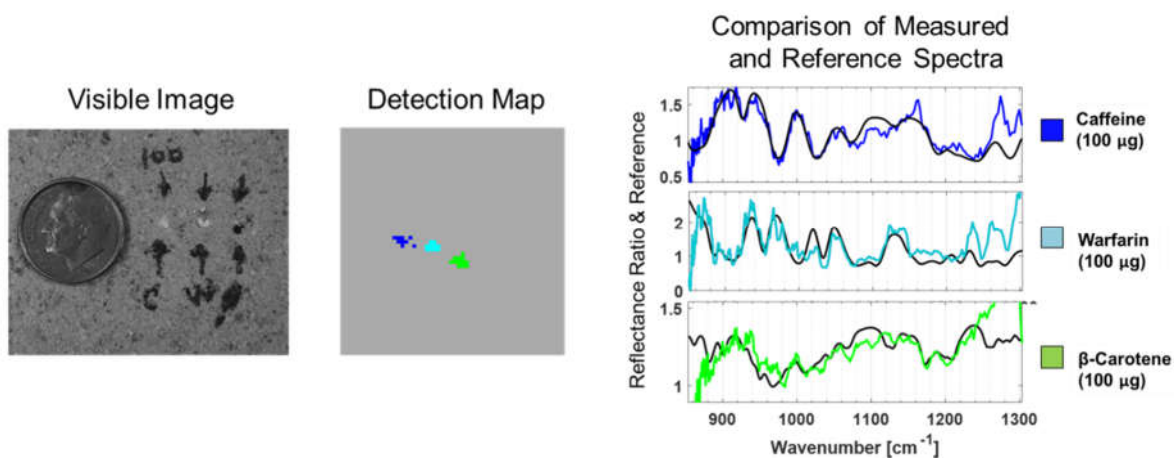 Visible Image
100
C W
Detection Map
Comparison of Measured
and Reference Spectra
Reflectance Ratio & Reference
1.5
1
0.5
2
1
0
1.5
1
900 1000 1100 1200 1300
Wavenumber [cm⁻¹]
Caffeine
(100 µg)
Warfarin
(100 µg)
β-Carotene
(100 µg)